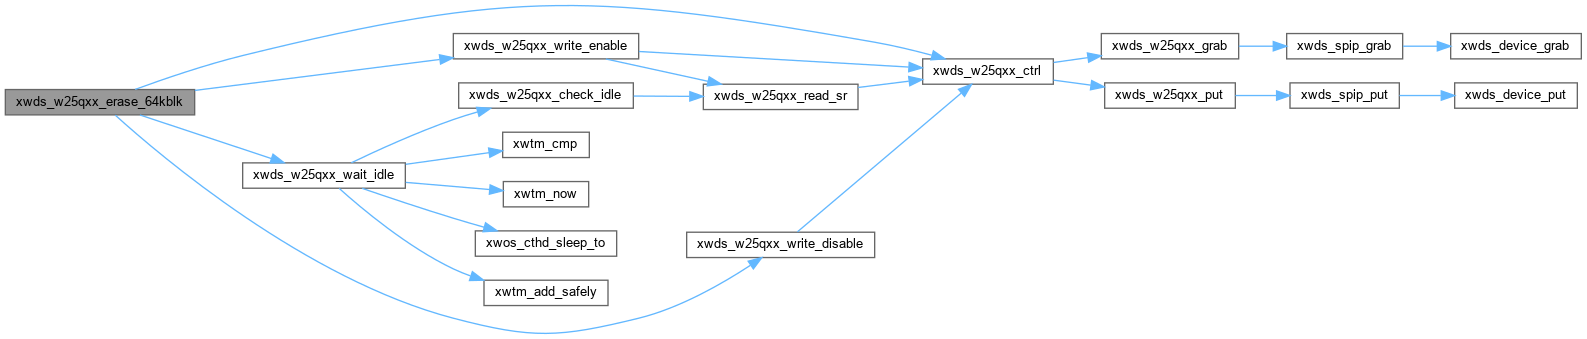 xwds_w25qxx_erase_64kblk
xwds_w25qxx_write_enable
xwds_w25qxx_check_idle
xwds_w25qxx_wait_idle
xwtm_cmp
xwtm_now
xwos_cthd_sleep_to
xwtm_add_safely
xwds_w25qxx_read_sr
xwds_w25qxx_write_disable
xwds_w25qxx_ctrl
xwds_w25qxx_grab
xwds_spip_grab
xwds_device_grab
xwds_w25qxx_put
xwds_spip_put
xwds_device_put